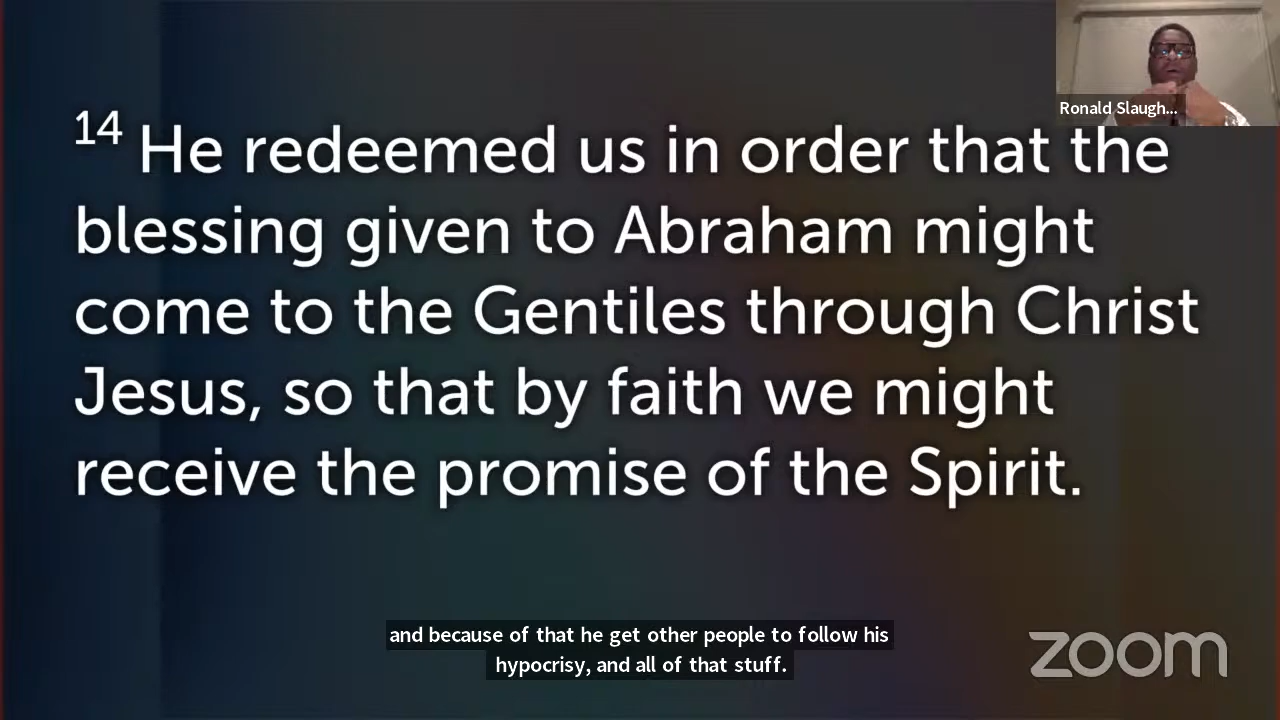 Ronald Slaugh...
14 He redeemed us in order that the
blessing given to Abraham might
come to the Gentiles through Christ
Jesus, so that by faith we might
receive the promise of the Spirit.
and because of that he get other people to follow his
hypocrisy, and all of that stuff.
zoom